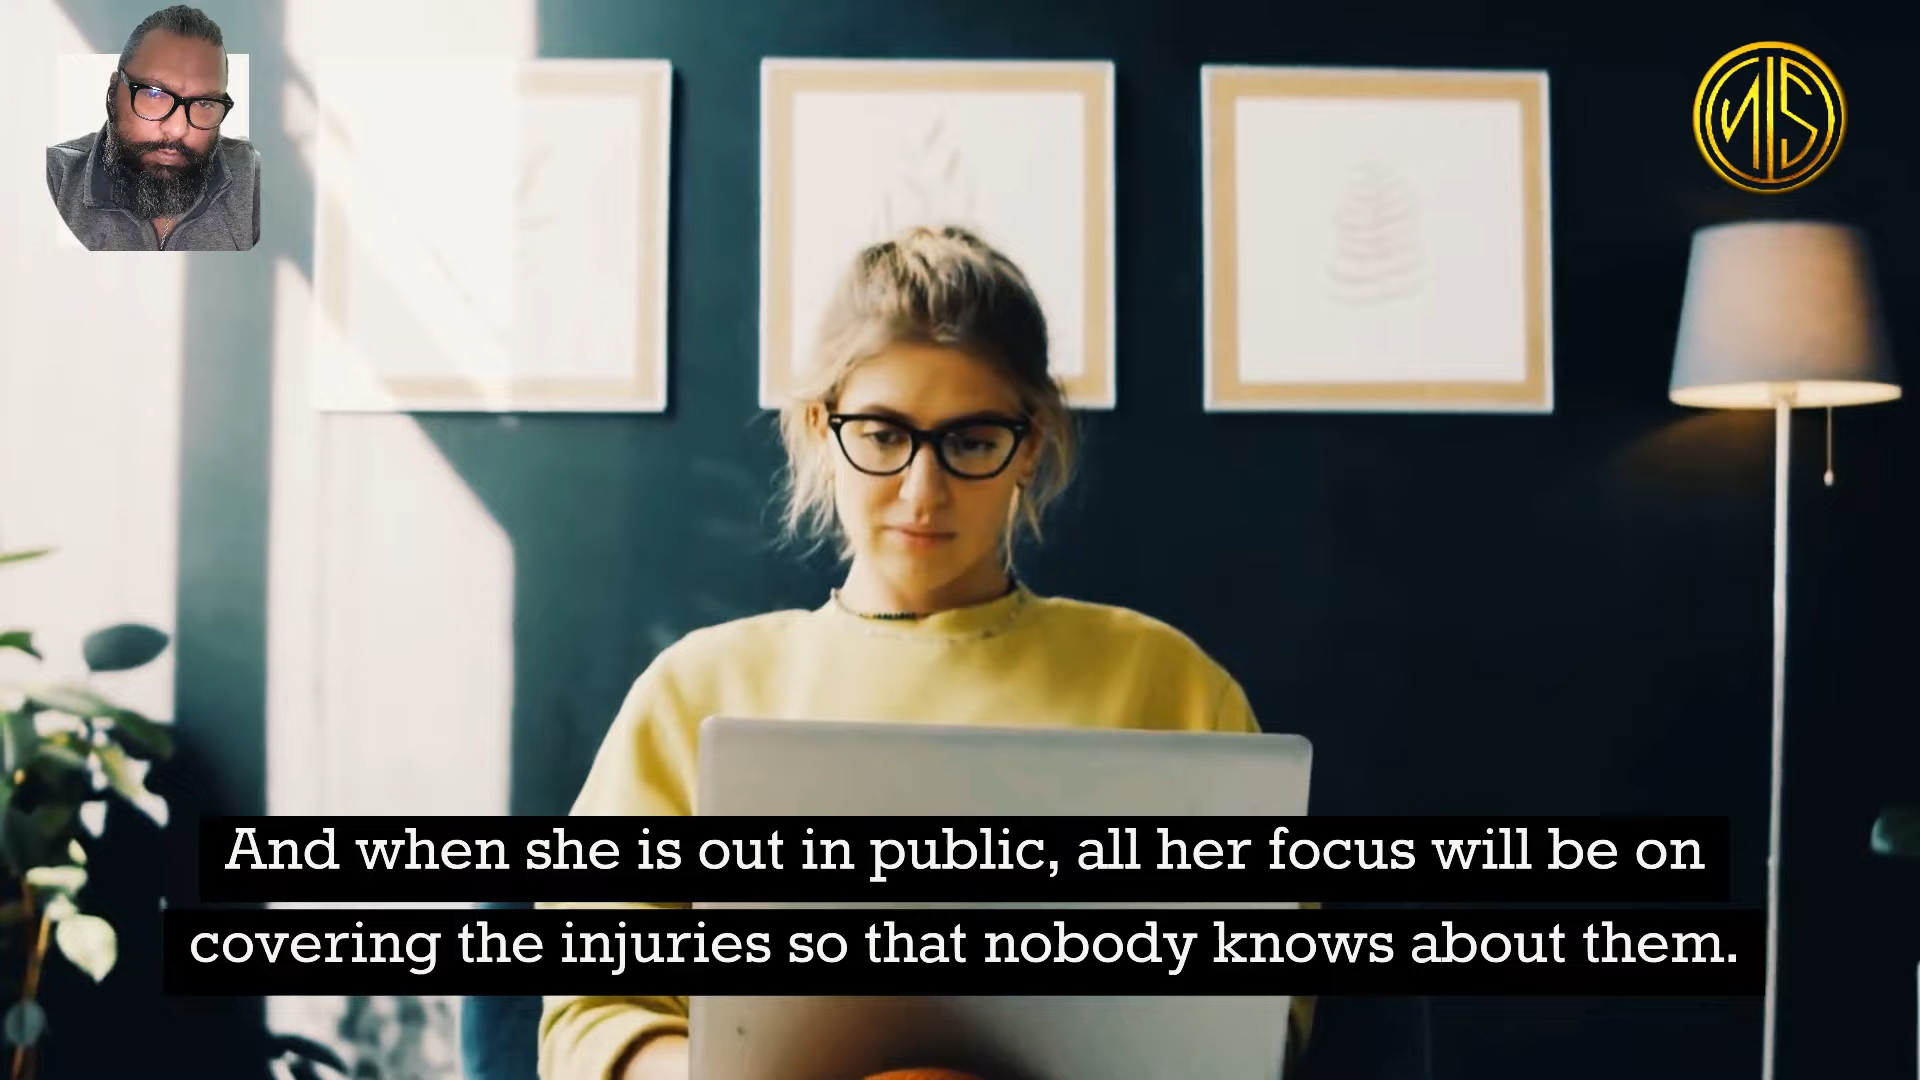 NS
And when she is out in public, all her focus will be on
covering the injuries so that nobody knows about them.